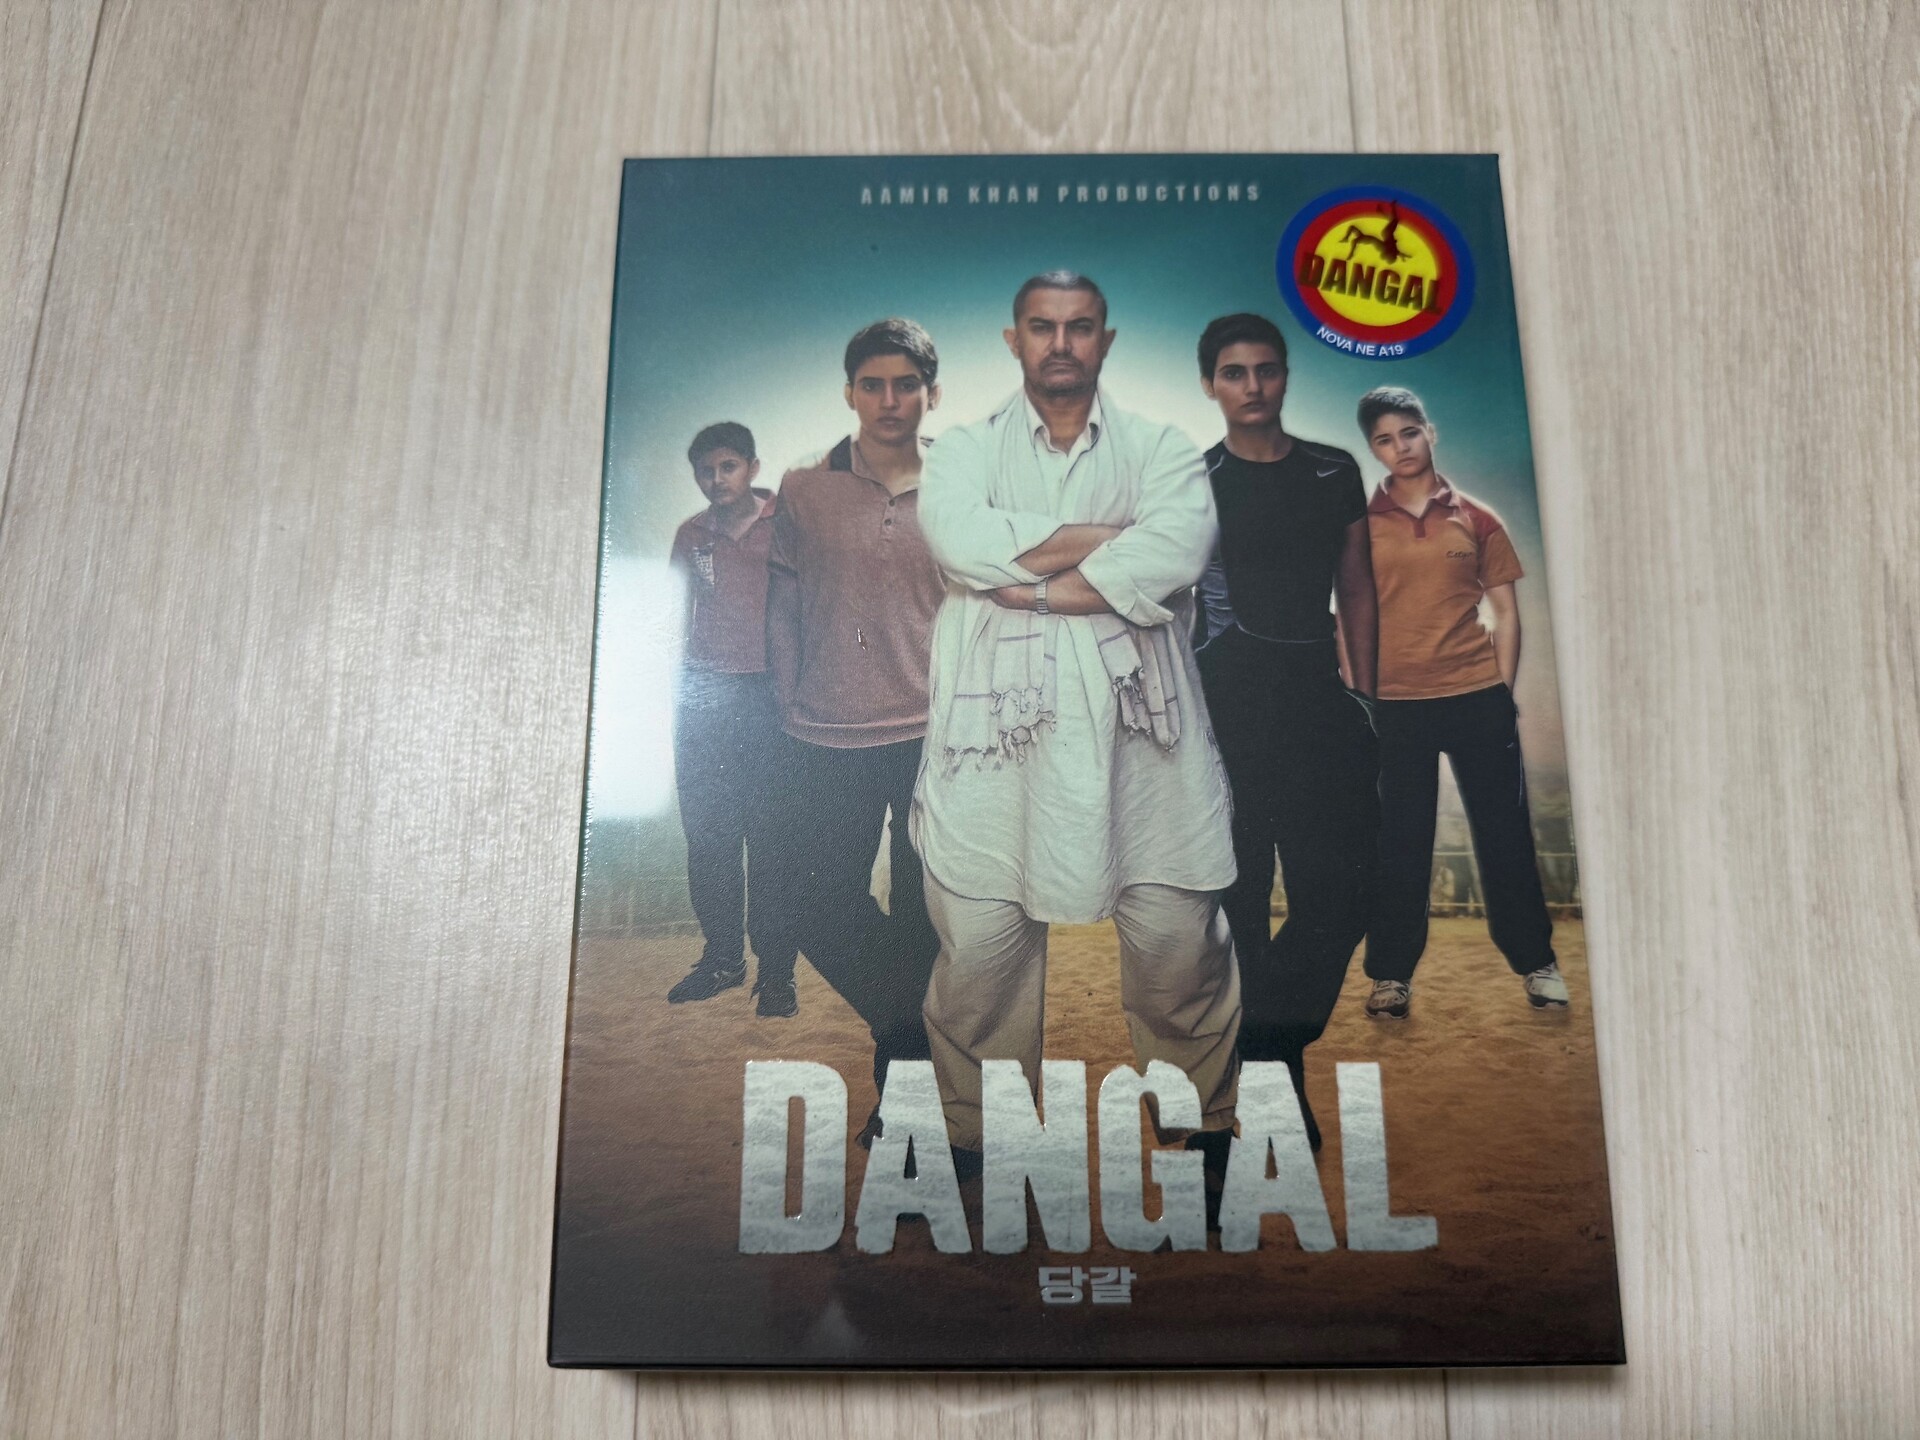 AAMIR KHAN PRODUCTIONS
DANGAL
NOVA NE A19
DANGAL
당갈